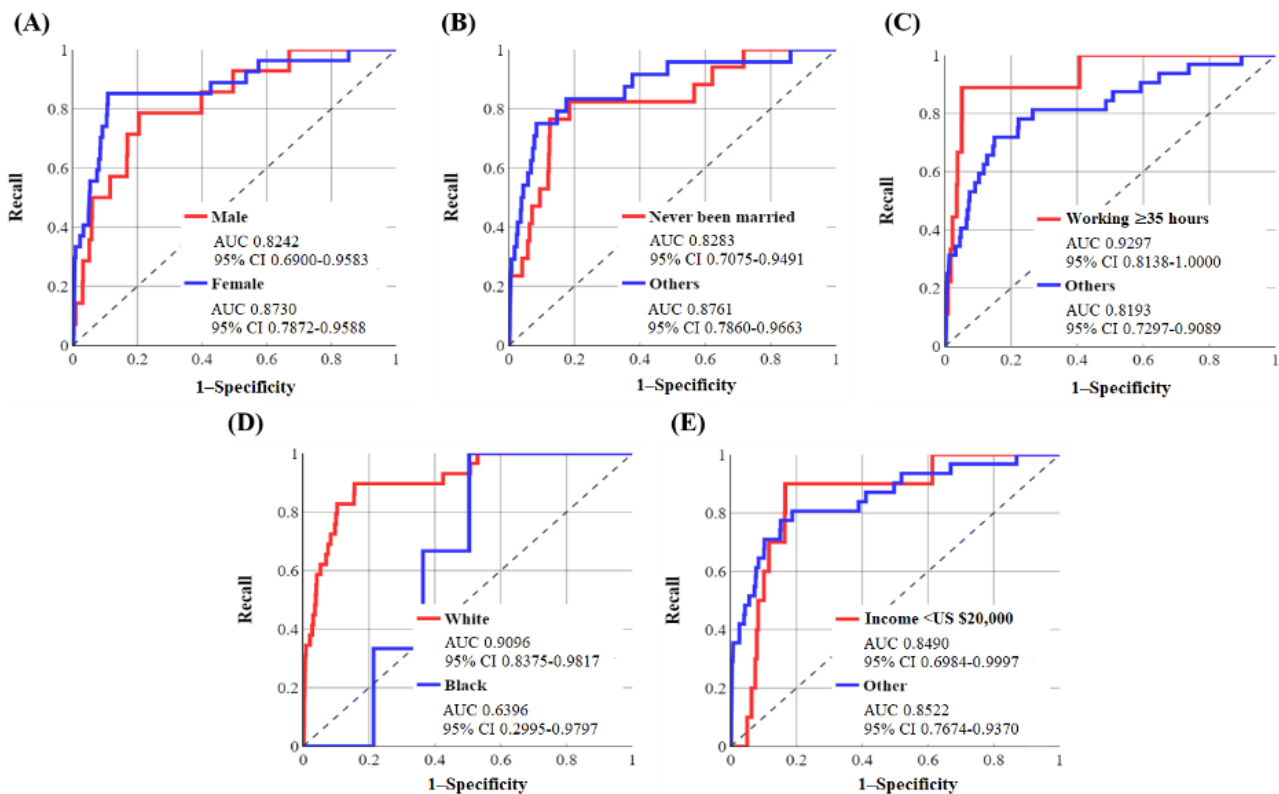 (A)
1
0.8
0.6
0.4
0.2
0
0.2
0.4
0.6
0.8
1
Recall
1–Specificity
Male
AUC 0.8242
95% CI 0.6900-0.9583
Female
AUC 0.8730
95% CI 0.7872-0.9588
(B)
1
0.8
0.6
0.4
0.2
0
0
0.2
0.4
0.6
0.8
1
Recall
1–Specificity
Never been married
AUC 0.8283
95% CI 0.7075-0.9491
Others
AUC 0.8761
95% CI 0.7860-0.9663
(C)
1
0.8
0.6
0.4
0.2
0
0
0.2
0.4
0.6
0.8
1
Recall
1–Specificity
Working ≥35 hours
AUC 0.9297
95% CI 0.8138-1.0000
Others
AUC 0.8193
95% CI 0.7297-0.9089
(D)
1
0.8
0.6
0.4
0.2
0
0
0.2
0.4
0.6
0.8
1
Recall
1–Specificity
White
AUC 0.9096
95% CI 0.8375-0.9817
Black
AUC 0.6396
95% CI 0.2995-0.9797
(E)
1
0.8
0.6
0.4
0.2
0
0
0.2
0.4
0.6
0.8
1
Recall
1–Specificity
Income <US $20,000
AUC 0.8490
95% CI 0.6984-0.9997
Other
AUC 0.8522
95% CI 0.7674-0.9370